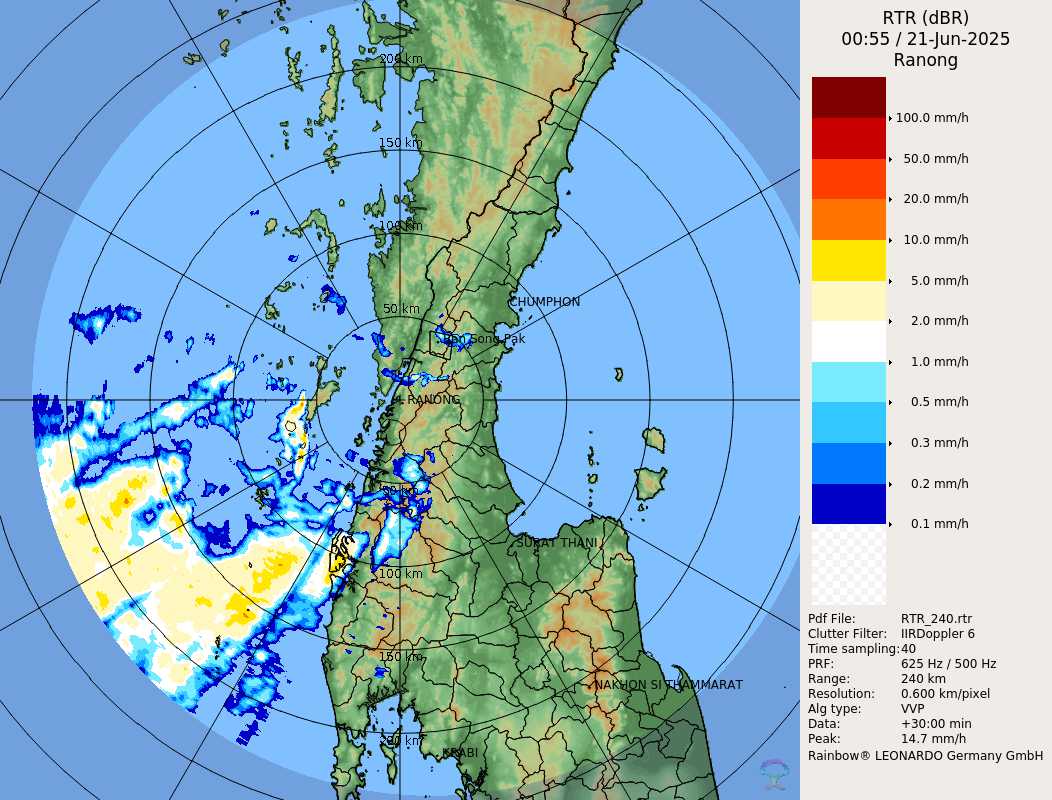 RTR (dBR)
00:55 / 21-Jun-2025
Ranong
100.0 mm/h
50.0 mm/h
20.0 mm/h
10.0 mm/h
5.0 mm/h
2.0 mm/h
1.0 mm/h
0.5 mm/h
0.3 mm/h
0.2 mm/h
0.1 mm/h
Pdf File: RTR_240.rtr
Clutter Filter: IIRDoppler 6
Time sampling:40
PRF: 625 Hz / 500 Hz
Range: 240 km
Resolution: 0.600 km/pixel
Alg type: VVP
Data: +30:00 min
Peak: 14.7 mm/h
Rainbow® LEONARDO Germany GmbH
200 km
150 km
100 km
50 km
CHUMPHON
Ban Song Pak
RANONG
50 km
SURAT THANI
100 km
150 km
NAKHON SI THAMMARAT
200 km
KRABI